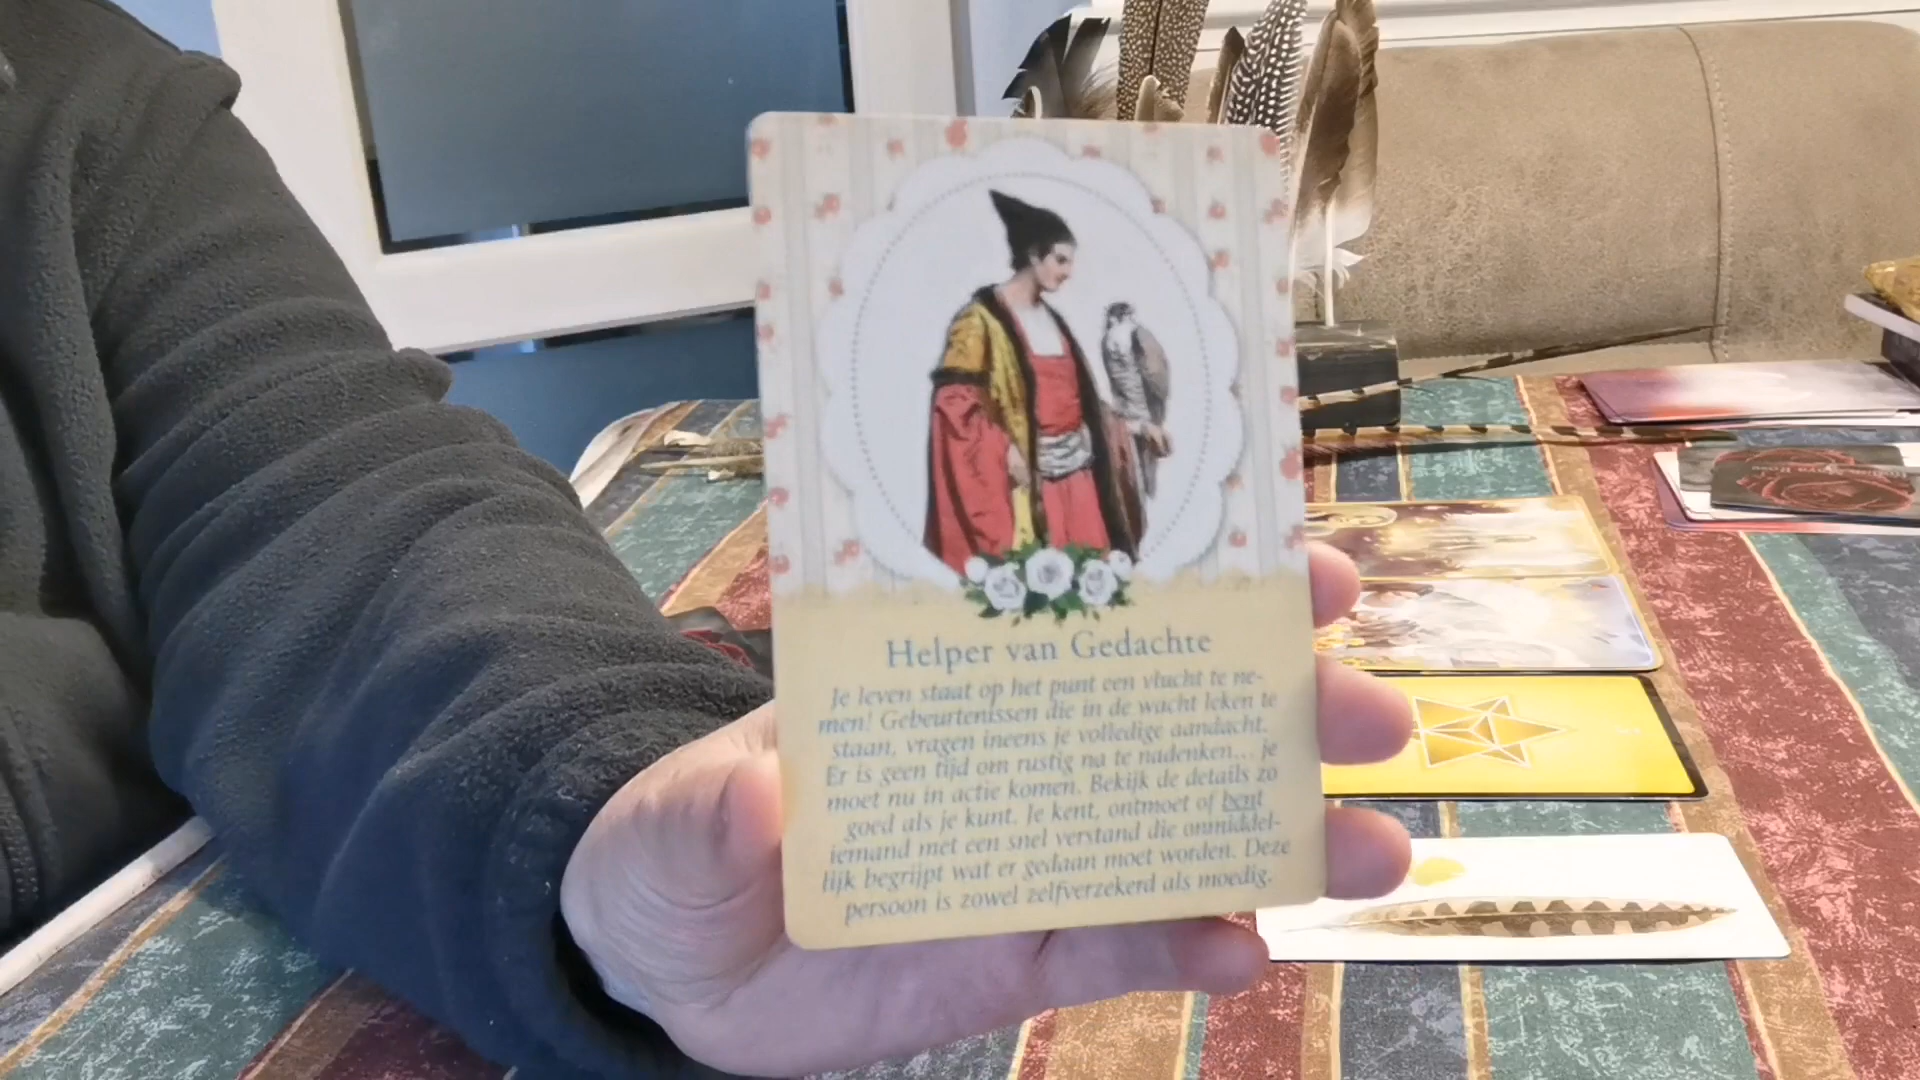 Helper van Gedachte
Je leven staat op het punt een vlucht te ne-
men! Gebeurtenissen die in de wacht leken te
staan, vragen ineens je volledige aandacht.
Er is geen tijd om rustig na te nadenken... je
moet nu in actie komen. Bekijk de details zo
goed als je kunt. Je kent, ontmoet of bent
iemand met een snel verstand die onmiddel-
lijk begrijpt wat er gedaan moet worden. Deze
persoon is zowel zelfverzekerd als moedig.